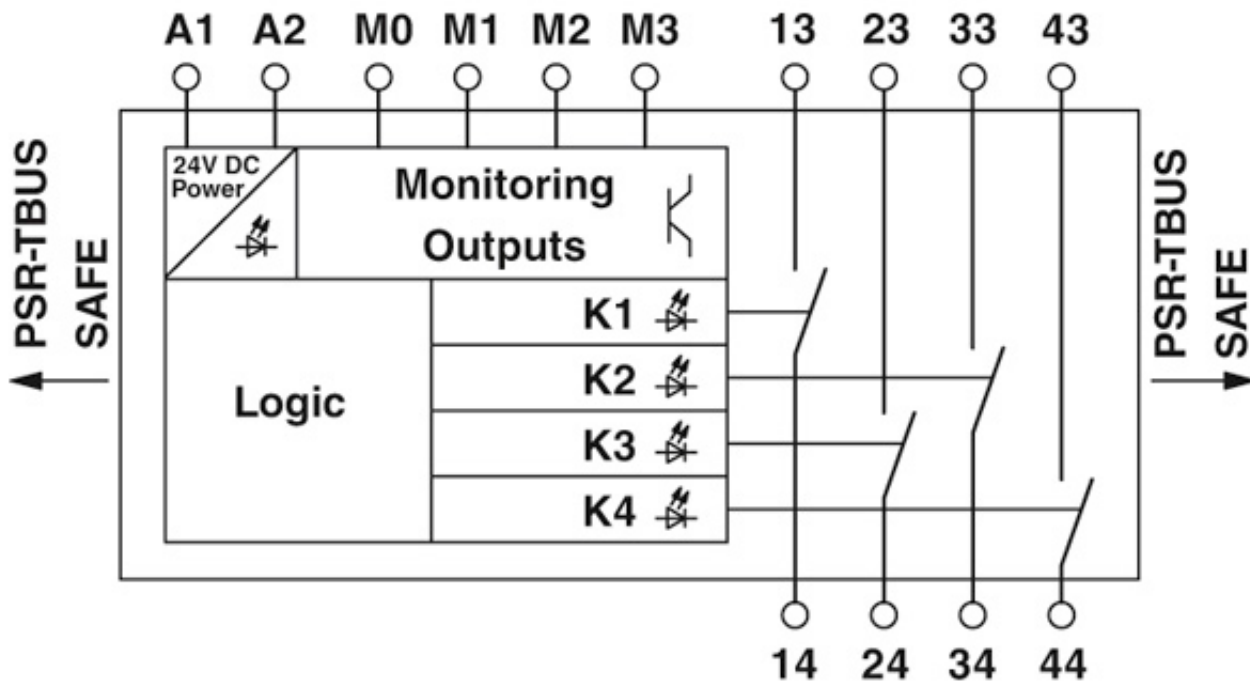 A1 A2 M0 M1 M2 M3 13 23 33 43
PSR-TBUS
SAFE
24V DC
Power
Monitoring
Outputs
Logic
K1
K2
K3
K4
PSR-TBUS
SAFE
14 24 34 44